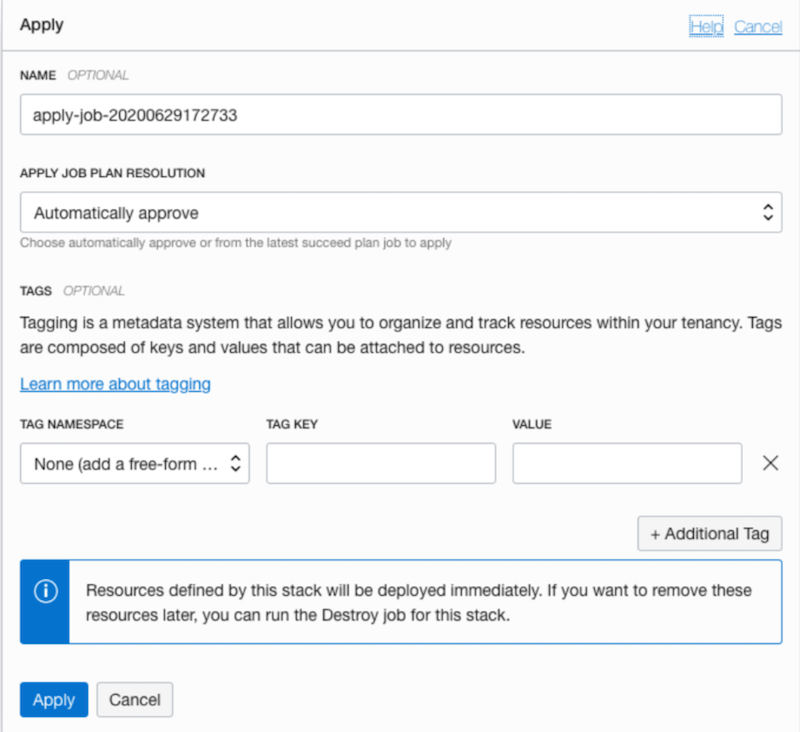 Apply
Help Cancel
NAME OPTIONAL
apply-job-20200629172733
APPLY JOB PLAN RESOLUTION
Automatically approve
Choose automatically approve or from the latest succeed plan job to apply
TAGS OPTIONAL
Tagging is a metadata system that allows you to organize and track resources within your tenancy. Tags
are composed of keys and values that can be attached to resources.
Learn more about tagging
TAG NAMESPACE TAG KEY VALUE
None (add a free-form ...
+ Additional Tag
Resources defined by this stack will be deployed immediately. If you want to remove these
resources later, you can run the Destroy job for this stack.
Apply Cancel